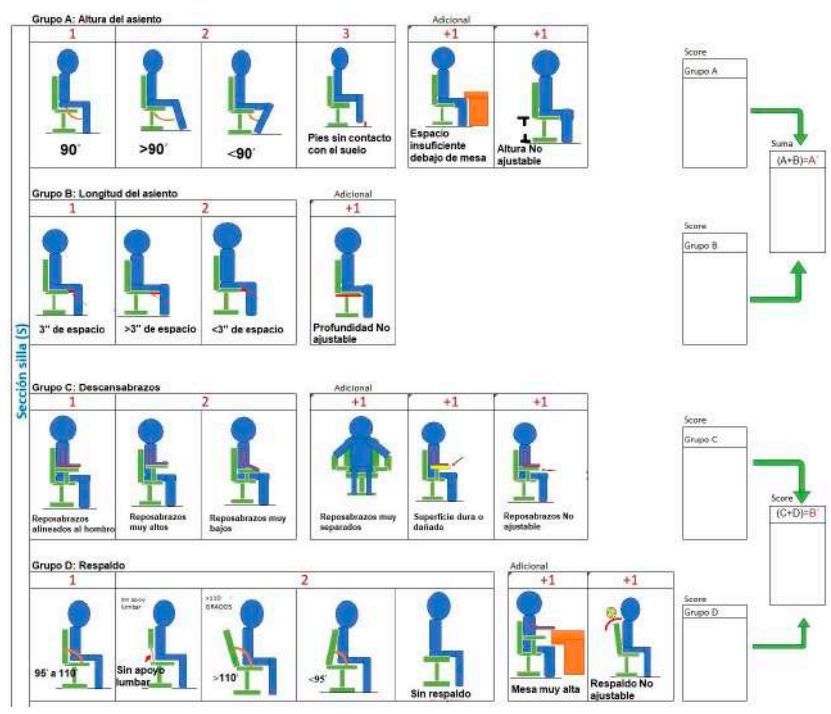 Grupo A: Altura del asiento
Adicional
1
2
3
+1
+1
90°
>90°
<90°
Pies sin contacto
con el suelo
Espacio
insuficiente
debajo de mesa
Altura No
ajustable
Score
Grupo A
Suma
(A+B)=A'
Grupo B: Longitud del asiento
Adicional
1
2
+1
3" de espacio
>3" de espacio
<3" de espacio
Profundidad No
ajustable
Score
Grupo B
Sección silla (S)
Grupo C: Descansabrazos
Adicional
1
2
+1
+1
+1
Reposabrazos
alineados al hombro
Reposabrazos
muy altos
Reposabrazos muy
bajos
Reposabrazos muy
separados
Superficie dura o
dañada
Reposabrazos No
ajustable
Score
Grupo C
Score
(C+D)=B'
Grupo D: Respaldo
Adicional
1
2
+1
+1
95° a 110°
Sin apoy
lumbar
Sin apoyo
lumbar
>110
GRADOS
>110°
<95°
Sin respaldo
Mesa muy alta
Respaldo No
ajustable
Score
Grupo D